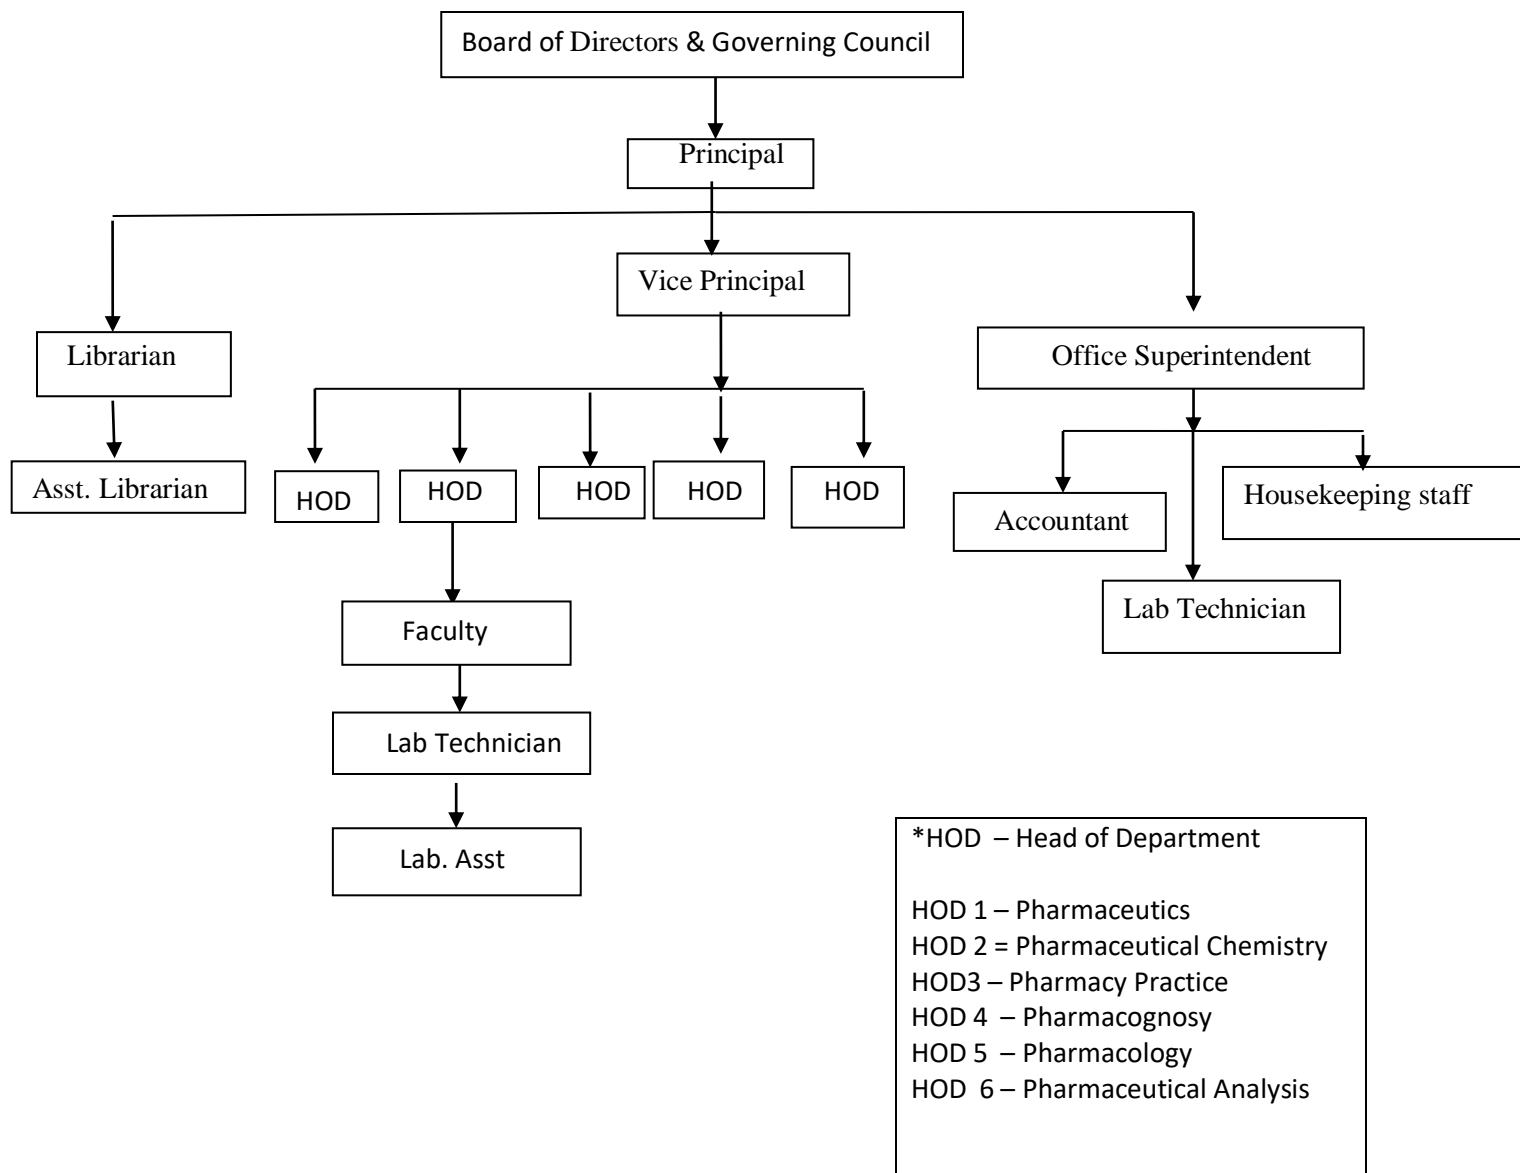 Board of Directors & Governing Council
Principal
Vice Principal
Librarian
Office Superintendent
Asst. Librarian
HOD
HOD
HOD
HOD
HOD
Accountant
Housekeeping staff
Lab Technician
Faculty
Lab Technician
Lab. Asst
*HOD – Head of Department
HOD 1 – Pharmaceutics
HOD 2 = Pharmaceutical Chemistry
HOD3 – Pharmacy Practice
HOD 4 – Pharmacognosy
HOD 5 – Pharmacology
HOD 6 – Pharmaceutical Analysis